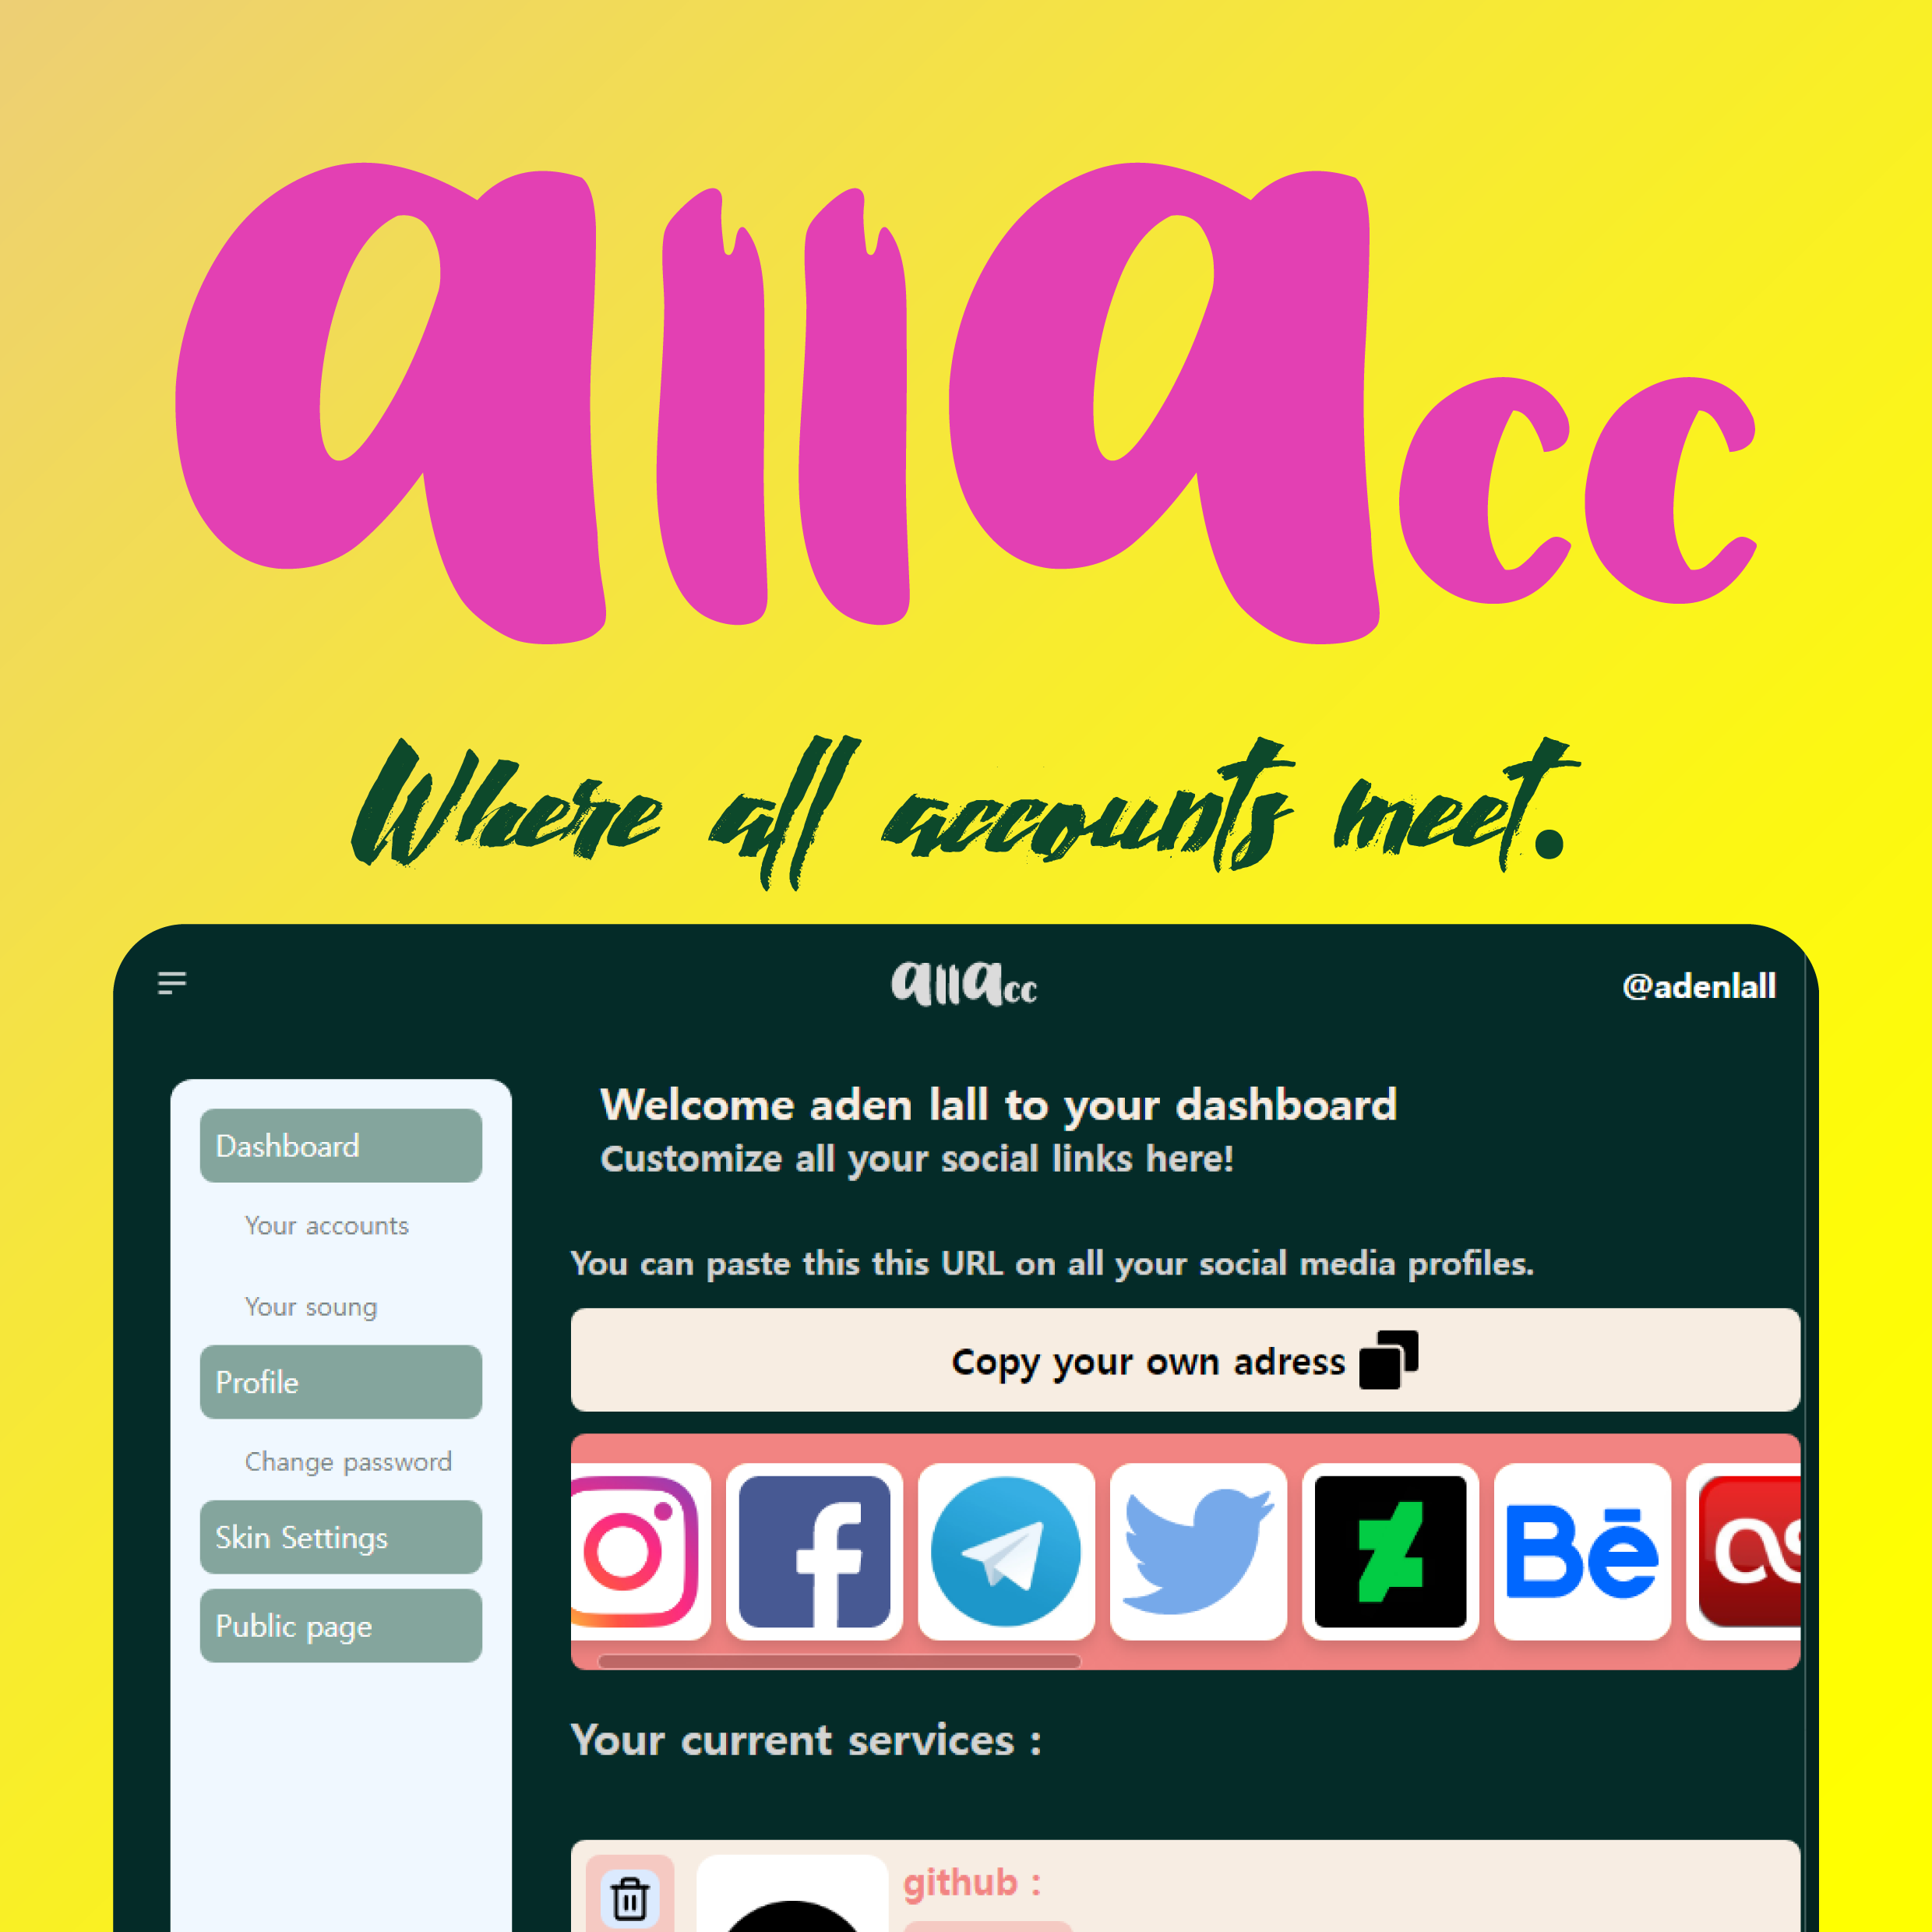 allAcc
Where all accounts meet.
allAcc
@adenlall
Dashboard
Your accounts
Your soung
Profile
Change password
Skin Settings
Public page
Welcome aden lall to your dashboard
Customize all your social links here!
You can paste this this URL on all your social media profiles.
Copy your own adress
Bē
Your current services :
github :